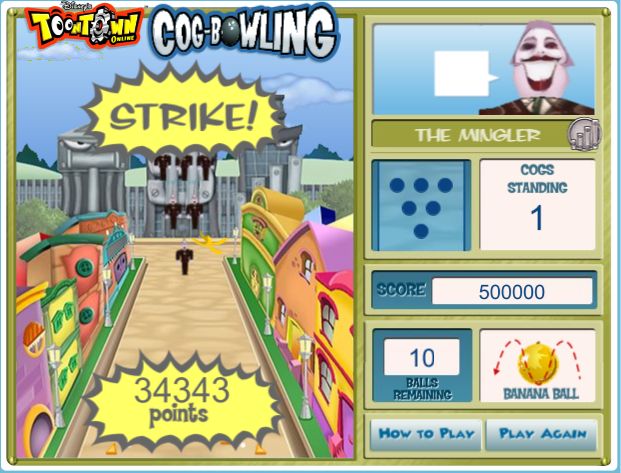 Disney's
TOONTOWN
ONLINE
COG-BOWLING
STRIKE!
34343
points
THE MINGLER
COGS
STANDING
1
SCORE 500000
10
BALLS
REMAINING
BANANA BALL
HOW TO PLAY PLAY AGAIN